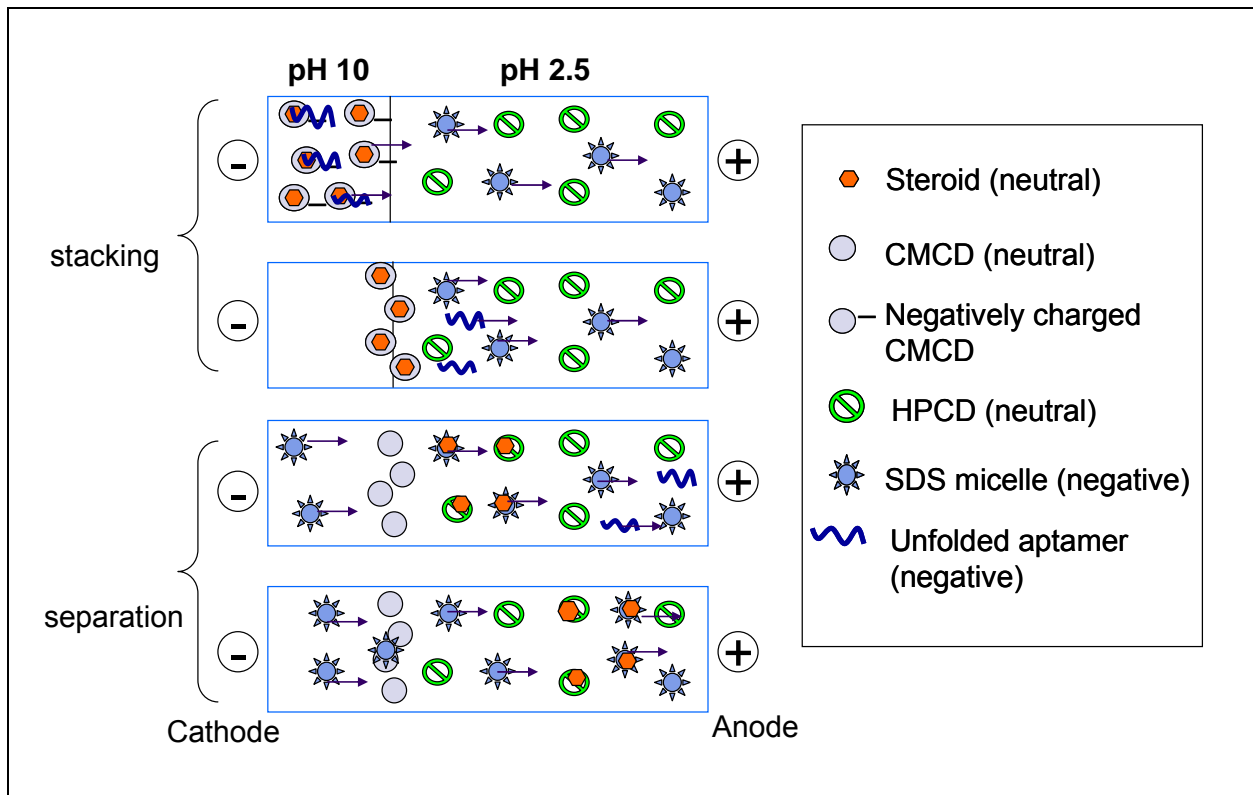 pH 10
pH 2.5
-
+
stacking
-
+
-
+
separation
-
+
Cathode
Anode
Steroid (neutral)
CMCD (neutral)
Negatively charged
CMCD
HPCD (neutral)
SDS micelle (negative)
Unfolded aptamer
(negative)